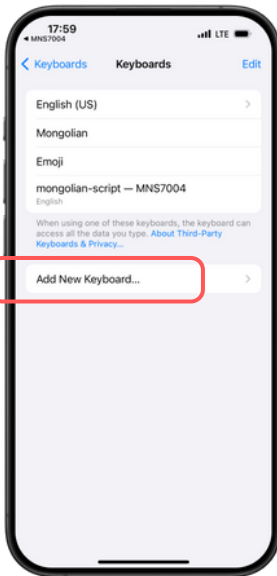 17:59
LTE
◀ MNS7004
Keyboards
Keyboards
Edit
English (US)
Mongolian
Emoji
mongolian-script — MNS7004
English
When using one of these keyboards, the keyboard can
access all the data you type. About Third-Party
Keyboards & Privacy...
Add New Keyboard...